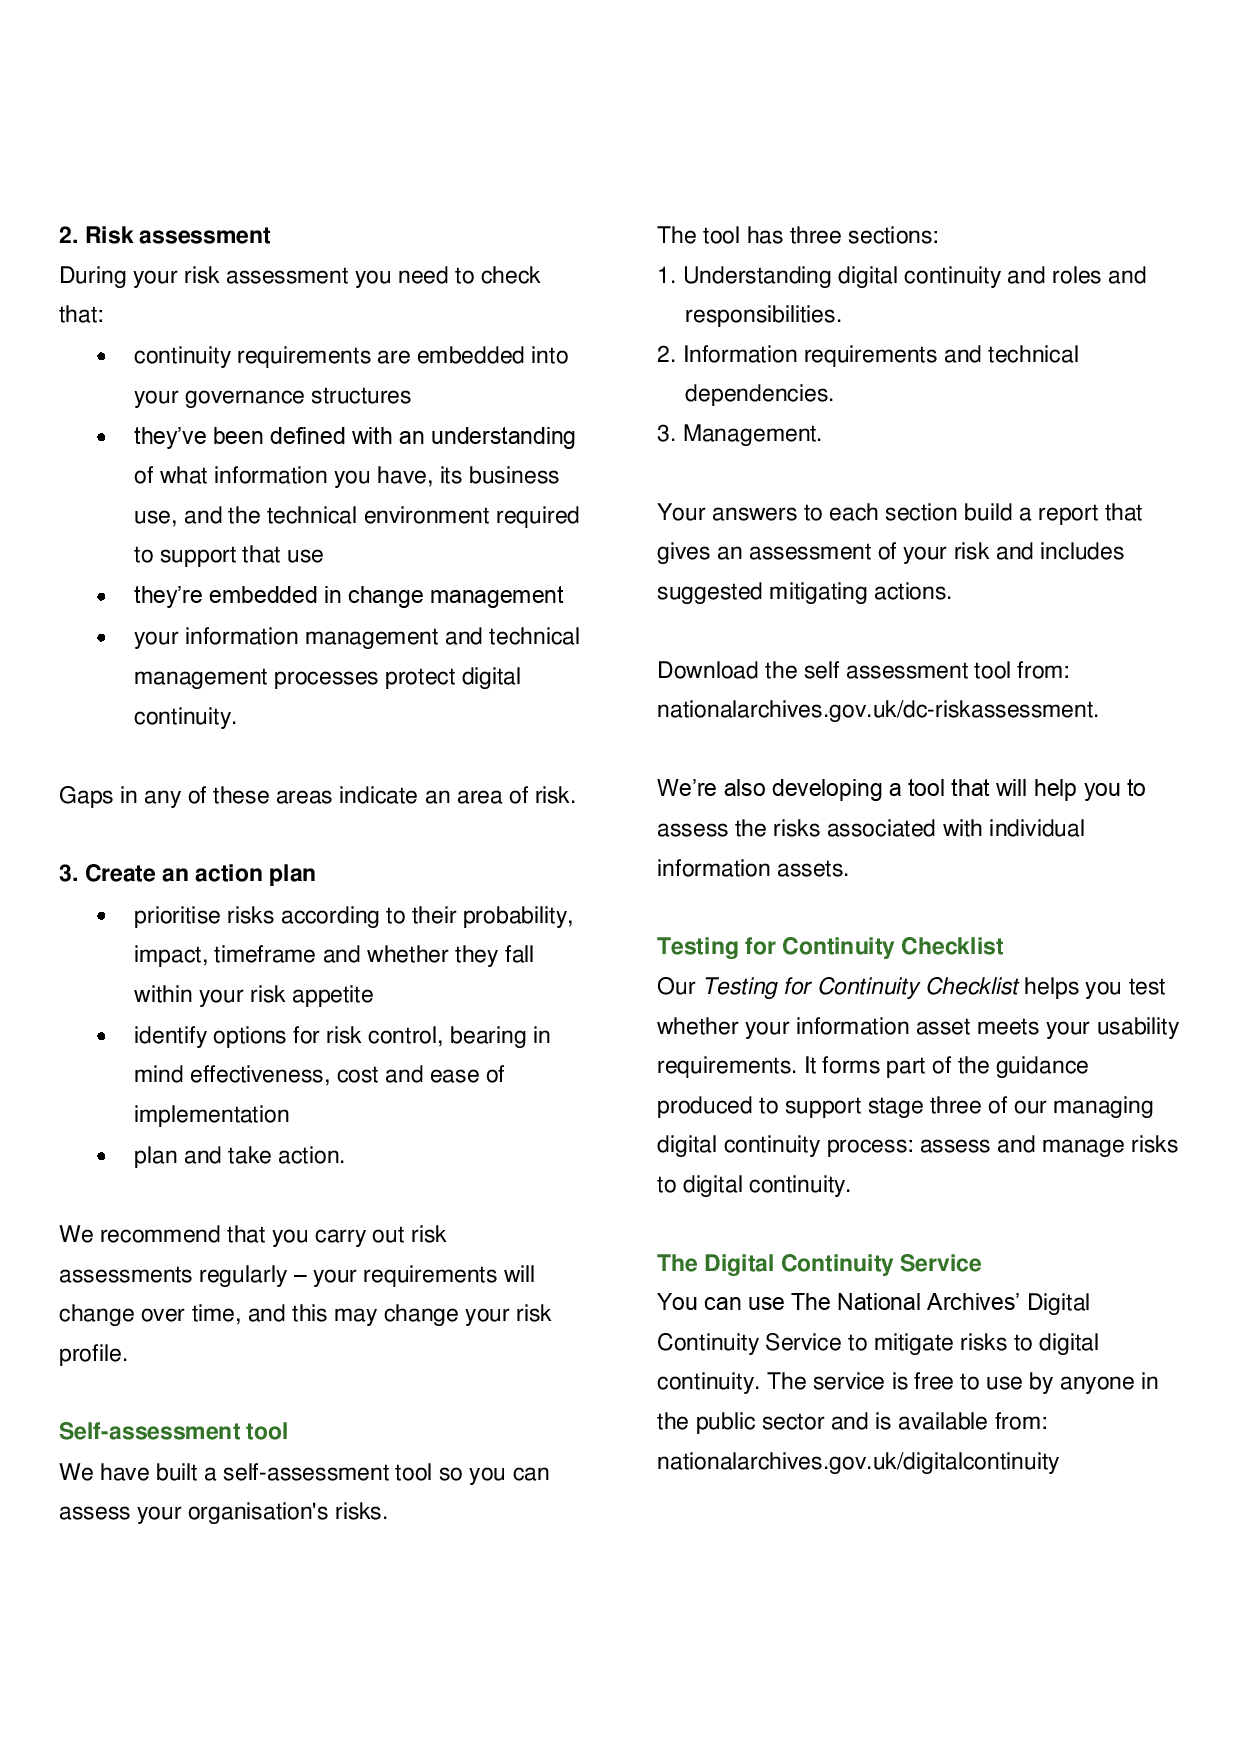 2. Risk assessment
During your risk assessment you need to check
that:
• continuity requirements are embedded into
your governance structures
• they’ve been defined with an understanding
of what information you have, its business
use, and the technical environment required
to support that use
• they’re embedded in change management
• your information management and technical
management processes protect digital
continuity.
Gaps in any of these areas indicate an area of risk.
3. Create an action plan
• prioritise risks according to their probability,
impact, timeframe and whether they fall
within your risk appetite
• identify options for risk control, bearing in
mind effectiveness, cost and ease of
implementation
• plan and take action.
We recommend that you carry out risk
assessments regularly – your requirements will
change over time, and this may change your risk
profile.
Self-assessment tool
We have built a self-assessment tool so you can
assess your organisation's risks.
The tool has three sections:
1. Understanding digital continuity and roles and
responsibilities.
2. Information requirements and technical
dependencies.
3. Management.
Your answers to each section build a report that
gives an assessment of your risk and includes
suggested mitigating actions.
Download the self assessment tool from:
nationalarchives.gov.uk/dc-riskassessment.
We’re also developing a tool that will help you to
assess the risks associated with individual
information assets.
Testing for Continuity Checklist
Our Testing for Continuity Checklist helps you test
whether your information asset meets your usability
requirements. It forms part of the guidance
produced to support stage three of our managing
digital continuity process: assess and manage risks
to digital continuity.
The Digital Continuity Service
You can use The National Archives’ Digital
Continuity Service to mitigate risks to digital
continuity. The service is free to use by anyone in
the public sector and is available from:
nationalarchives.gov.uk/digitalcontinuity